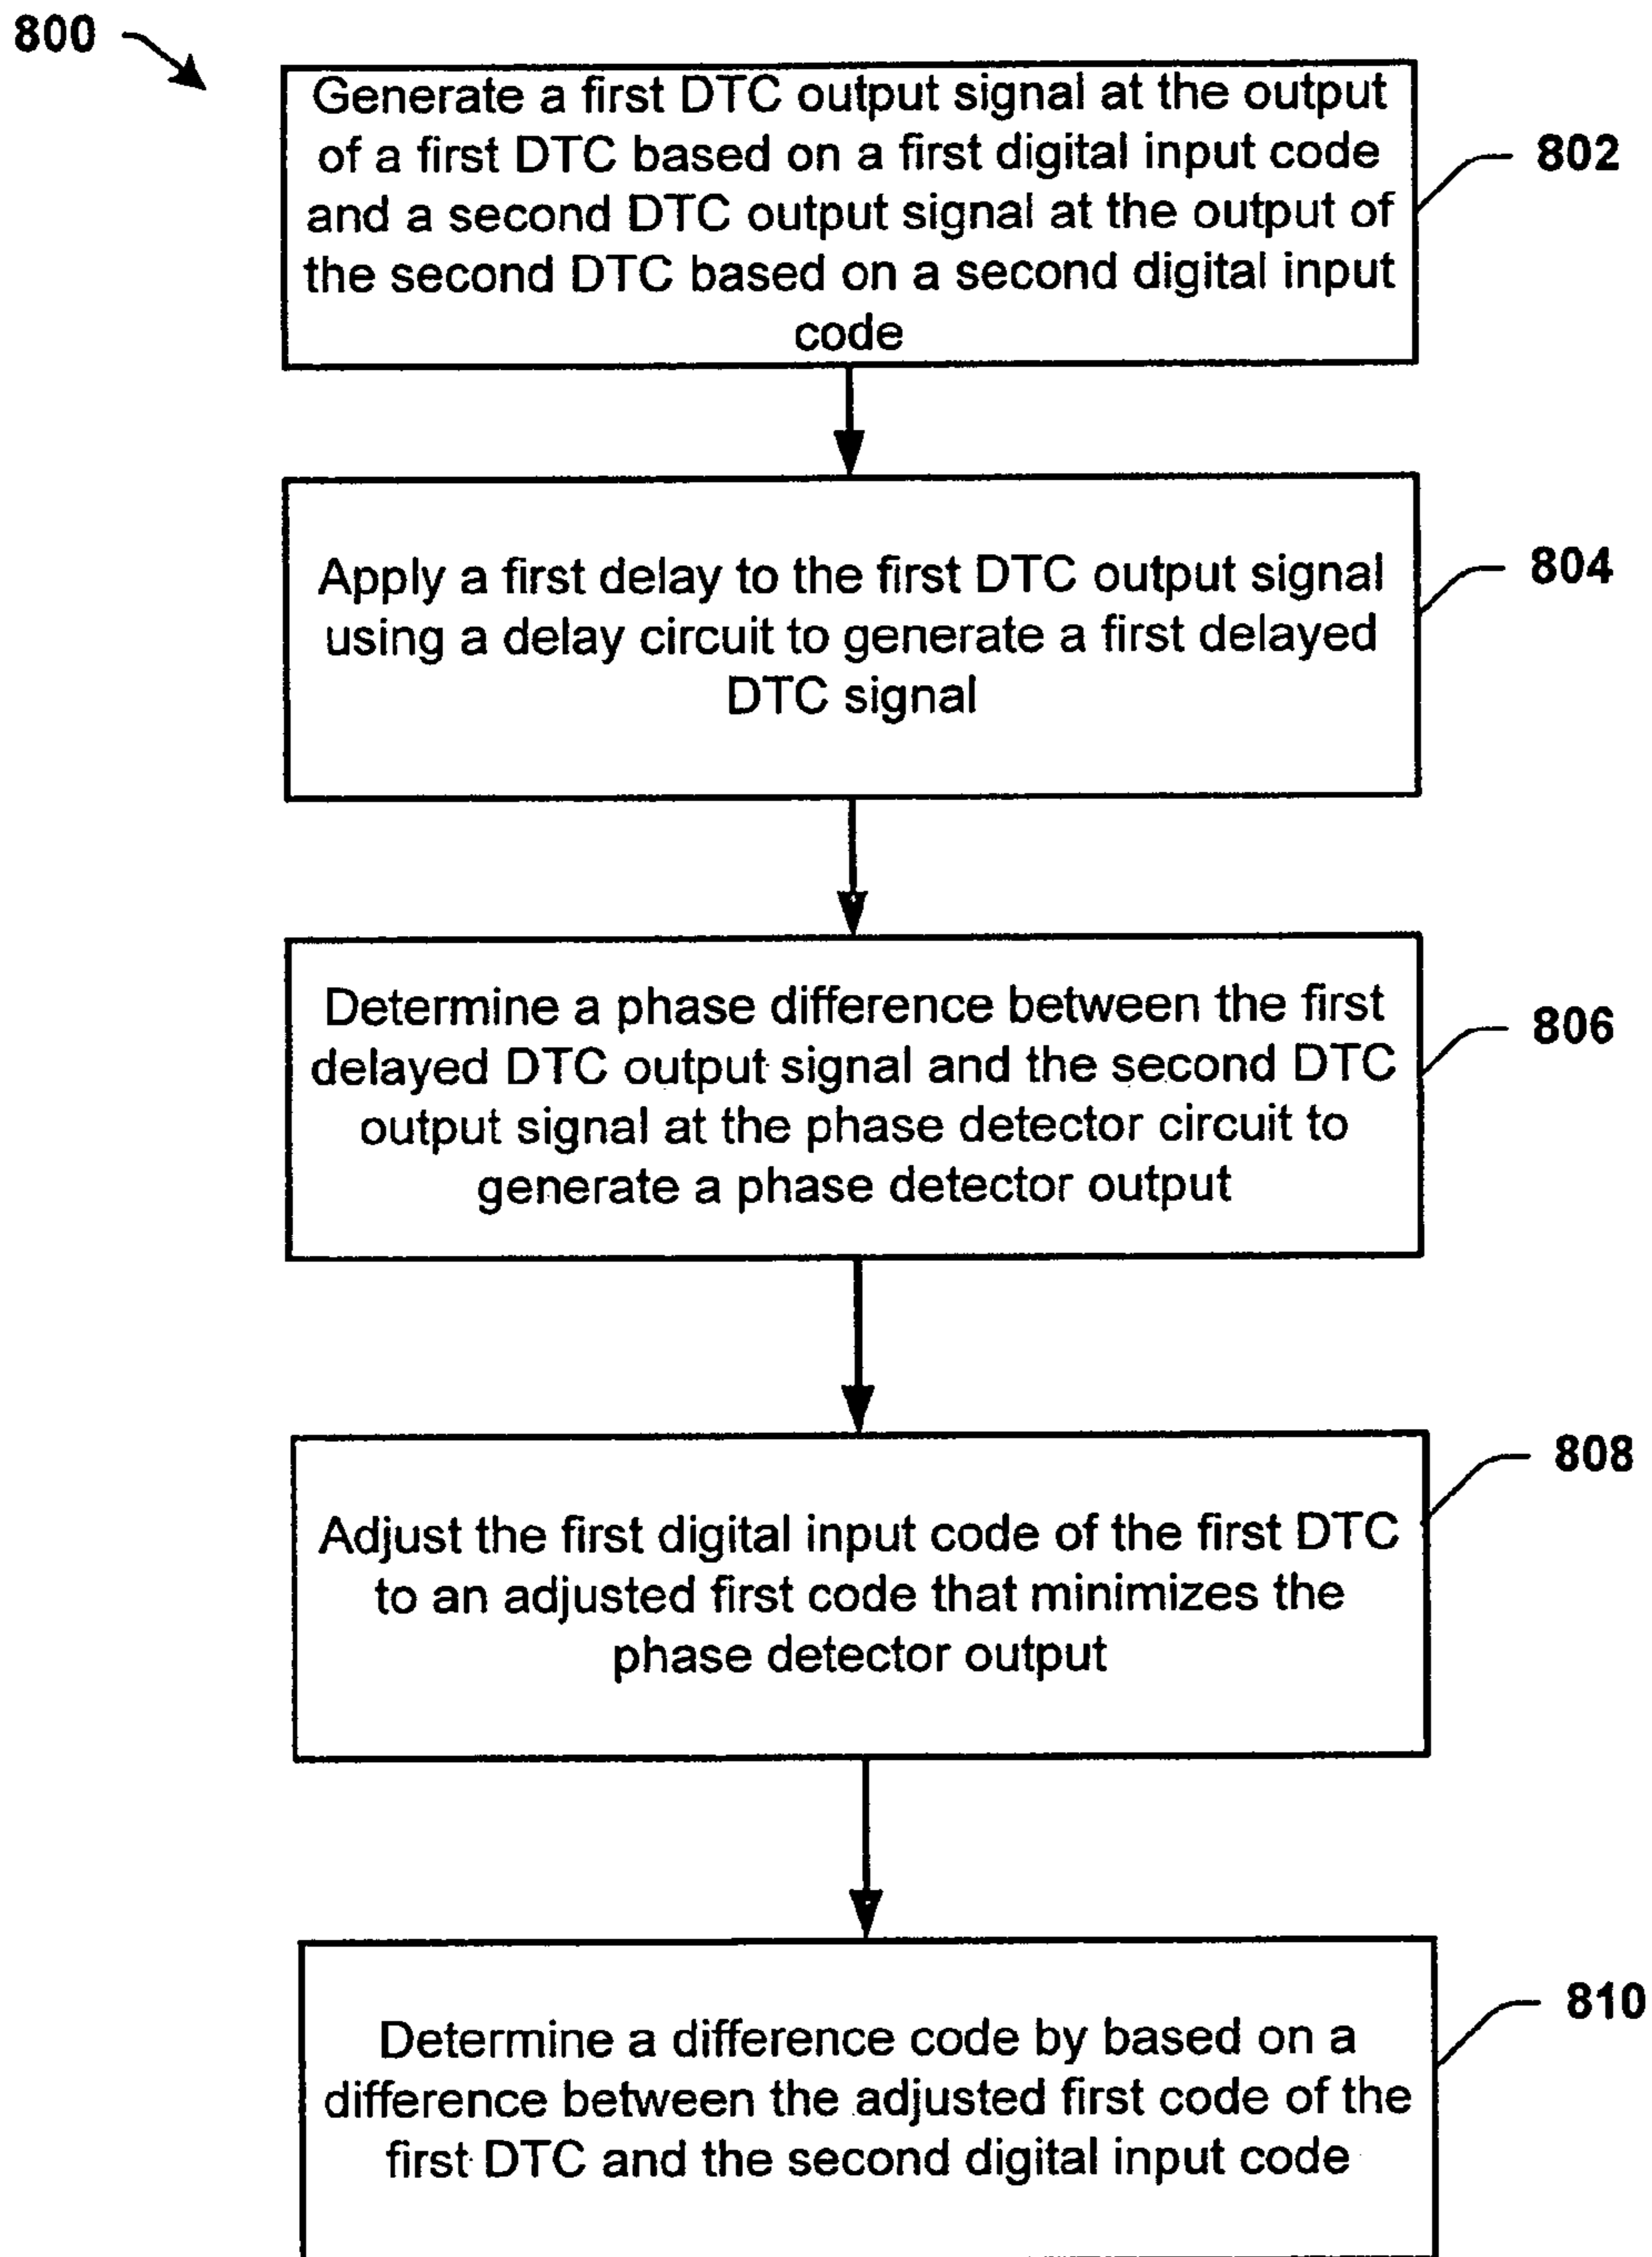 800
Generate a first DTC output signal at the output
of a first DTC based on a first digital input code
and a second DTC output signal at the output of
the second DTC based on a second digital input
code
802
Apply a first delay to the first DTC output signal
using a delay circuit to generate a first delayed
DTC signal
804
Determine a phase difference between the first
delayed DTC output signal and the second DTC
output signal at the phase detector circuit to
generate a phase detector output
806
Adjust the first digital input code of the first DTC
to an adjusted first code that minimizes the
phase detector output
808
Determine a difference code by based on a
difference between the adjusted first code of the
first DTC and the second digital input code
810